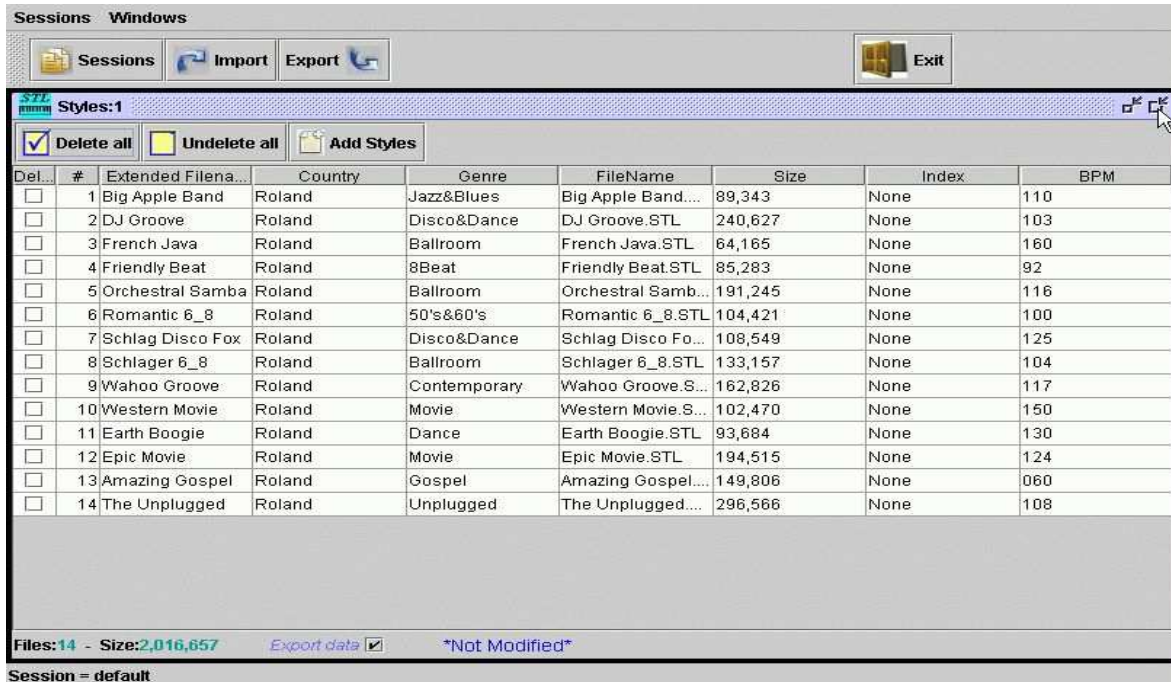 Sessions Windows
Sessions Import Export Exit
STL Styles:1
Delete all Undelete all Add Styles
Del... # Extended Filena... Country Genre FileName Size Index BPM
1 Big Apple Band Roland Jazz&Blues Big Apple Band.... 89,343 None 110
2 DJ Groove Roland Disco&Dance DJ Groove.STL 240,627 None 103
3 French Java Roland Ballroom French Java.STL 64,165 None 160
4 Friendly Beat Roland 8Beat Friendly Beat.STL 85,283 None 92
5 Orchestral Samba Roland Ballroom Orchestral Samb... 191,245 None 116
6 Romantic 6_8 Roland 50's&60's Romantic 6_8.STL 104,421 None 100
7 Schlag Disco Fox Roland Disco&Dance Schlag Disco Fo... 108,549 None 125
8 Schlager 6_8 Roland Ballroom Schlager 6_8.STL 133,157 None 104
9 Wahoo Groove Roland Contemporary Wahoo Groove.S... 162,826 None 117
10 Western Movie Roland Movie Western Movie.S... 102,470 None 150
11 Earth Boogie Roland Dance Earth Boogie.STL 93,684 None 130
12 Epic Movie Roland Movie Epic Movie.STL 194,515 None 124
13 Amazing Gospel Roland Gospel Amazing Gospel.... 149,806 None 060
14 The Unplugged Roland Unplugged The Unplugged.... 296,566 None 108
Files:14 - Size:2,016,657 Export data *Not Modified*
Session = default